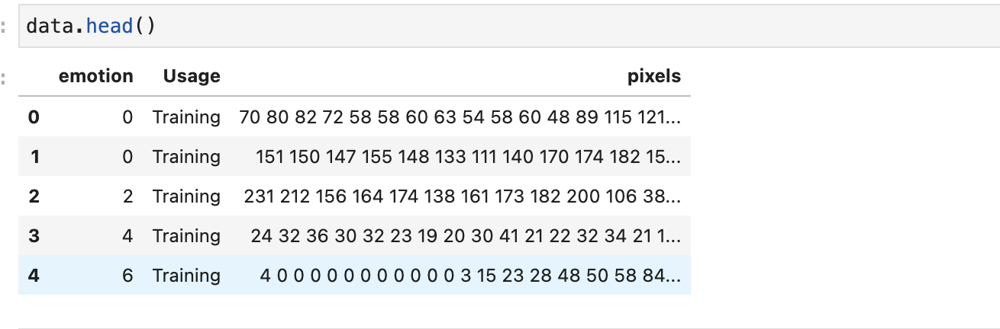 data.head()
emotion Usage pixels
0 0 Training 70 80 82 72 58 58 60 63 54 58 60 48 89 115 121...
1 0 Training 151 150 147 155 148 133 111 140 170 174 182 15...
2 2 Training 231 212 156 164 174 138 161 173 182 200 106 38...
3 4 Training 24 32 36 30 32 23 19 20 30 41 21 22 32 34 21 1...
4 6 Training 4 0 0 0 0 0 0 0 0 0 0 0 3 15 23 28 48 50 58 84...